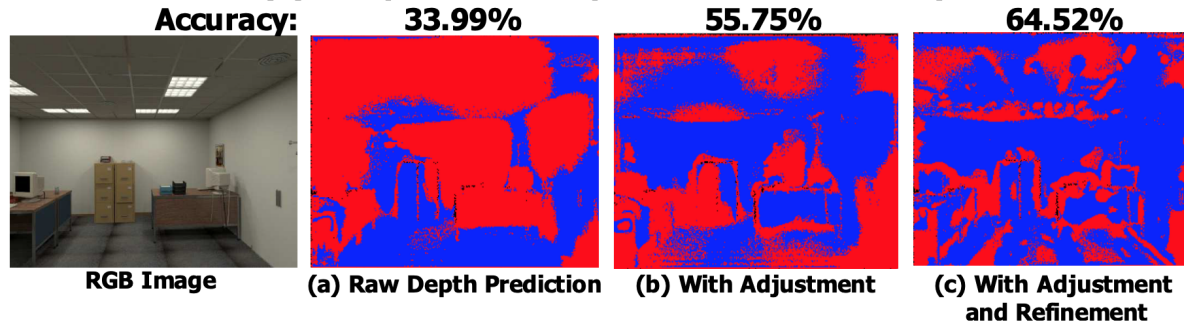 Accuracy: 33.99% 55.75% 64.52%
RGB Image (a) Raw Depth Prediction (b) With Adjustment (c) With Adjustment
and Refinement